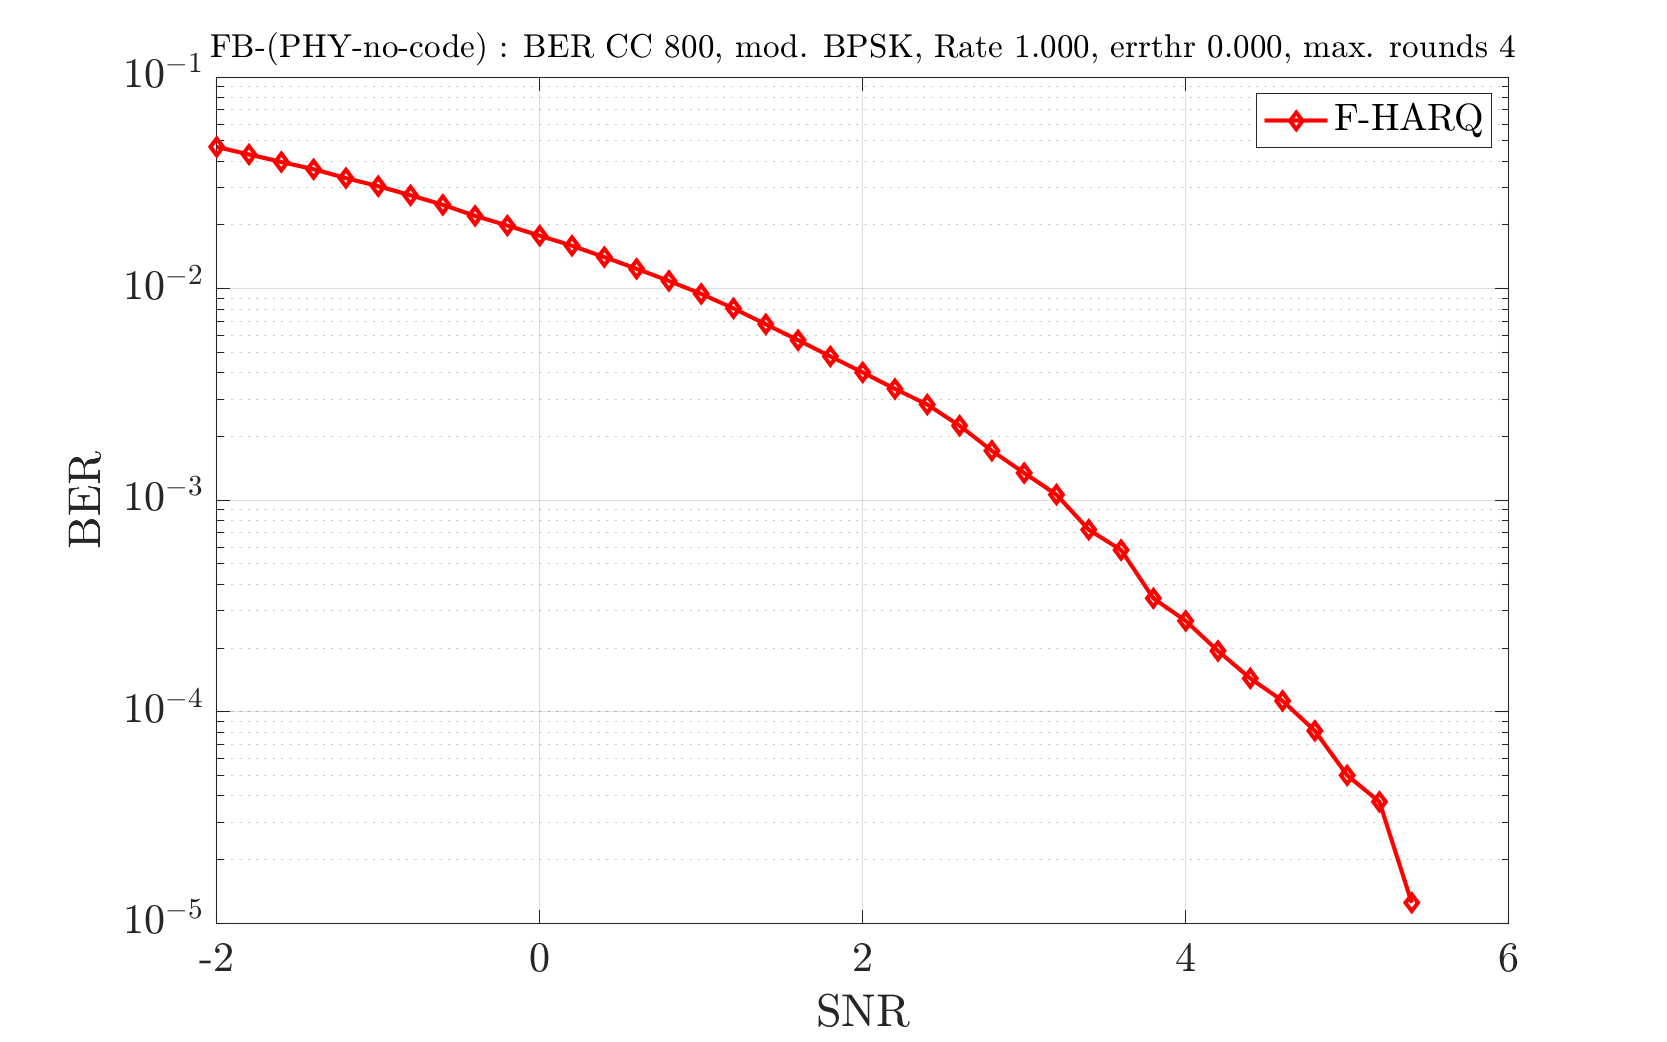 FB-(PHY-no-code) : BER CC 800, mod. BPSK, Rate 1.000, errthr 0.000, max. rounds 4
F-HARQ
BER
10⁻¹
10⁻²
10⁻³
10⁻⁴
10⁻⁵
-2 0 2 4 6
SNR